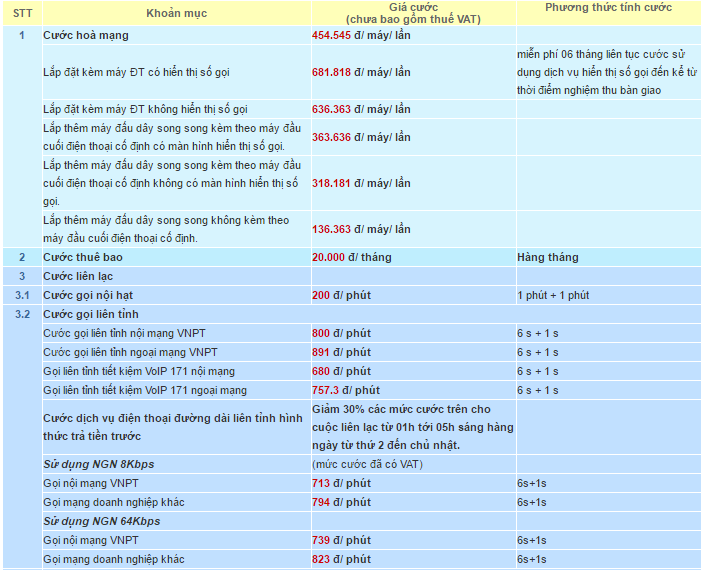 STT Khoản mục Giá cước Phương thức tính cước
(chưa bao gồm thuế VAT)
1 Cước hoà mạng 454.545 đ/ máy/ lần
Lắp đặt kèm máy ĐT có hiển thị số gọi 681.818 đ/ máy/ lần miễn phí 06 tháng liên tục cước sử
dụng dịch vụ hiển thị số gọi đến kể từ
thời điểm nghiệm thu bàn giao
Lắp đặt kèm máy ĐT không hiển thị số gọi 636.363 đ/ máy/ lần
Lắp thêm máy đấu dây song song kèm theo máy đầu
cuối điện thoại cố định có màn hình hiển thị số gọi. 363.636 đ/ máy/ lần
Lắp thêm máy đấu dây song song kèm theo máy đầu
cuối điện thoại cố định không có màn hình hiển thị số 318.181 đ/ máy/ lần
gọi.
Lắp thêm máy đấu dây song song không kèm theo
máy đầu cuối điện thoại cố định. 136.363 đ/ máy/ lần
2 Cước thuê bao 20.000 đ/ tháng Hàng tháng
3 Cước liên lạc
3.1 Cước gọi nội hạt 200 đ/ phút 1 phút + 1 phút
3.2 Cước gọi liên tỉnh
Cước gọi liên tỉnh nội mạng VNPT 800 đ/ phút 6 s + 1 s
Cước gọi liên tỉnh ngoại mạng VNPT 891 đ/ phút 6 s + 1 s
Gọi liên tỉnh tiết kiệm VoIP 171 nội mạng 680 đ/ phút 6 s + 1 s
Gọi liên tỉnh tiết kiệm VoIP 171 ngoại mạng 757.3 đ/ phút 6 s + 1 s
Cước dịch vụ điện thoại đường dài liên tỉnh hình
thức trả tiền trước
Giảm 30% các mức cước trên cho
cuộc liên lạc từ 01h tới 05h sáng hàng
ngày từ thứ 2 đến chủ nhật.
Sử dụng NGN 8Kbps (mức cước đã có VAT)
Gọi nội mạng VNPT 713 đ/ phút 6s+1s
Gọi mạng doanh nghiệp khác 794 đ/ phút 6s+1s
Sử dụng NGN 64Kbps
Gọi nội mạng VNPT 739 đ/ phút 6s+1s
Gọi mạng doanh nghiệp khác 823 đ/ phút 6s+1s